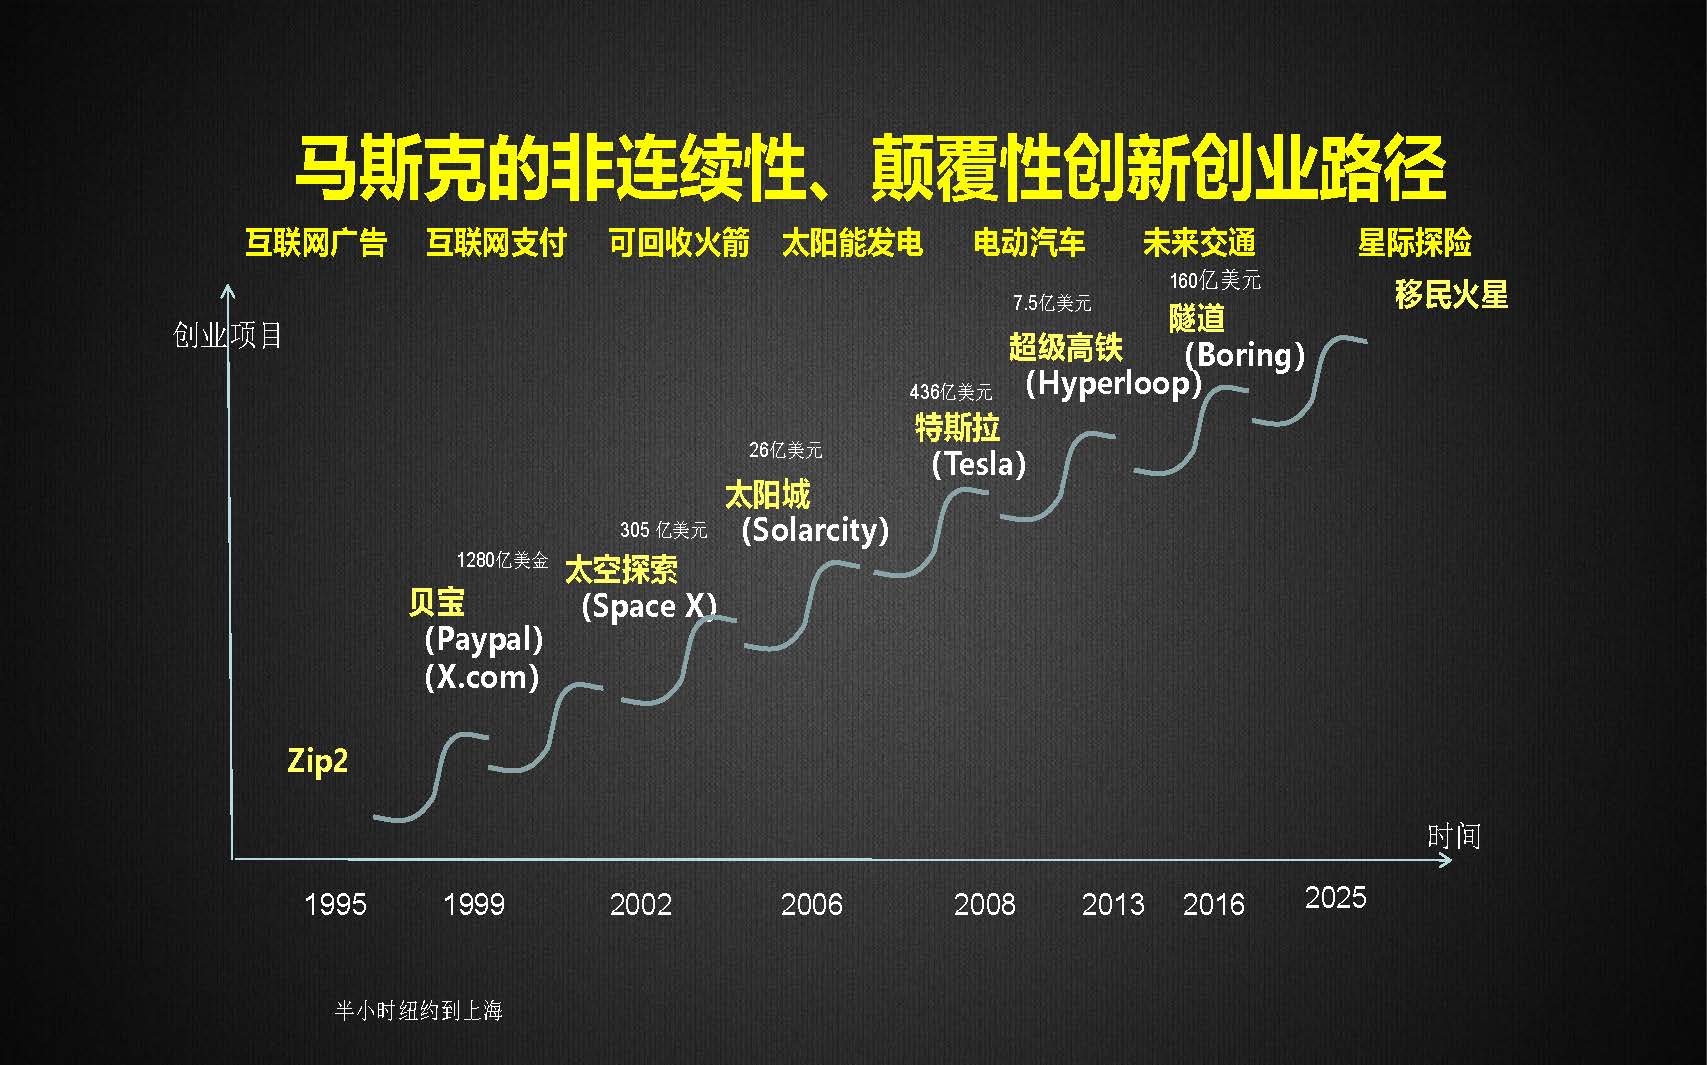 马斯克的非连续性、颠覆性创新创业路径
互联网广告 互联网支付 可回收火箭 太阳能发电 电动汽车 未来交通 星际探险
移民火星
创业项目
160亿美元
隧道
(Boring)
7.5亿美元
超级高铁
(Hyperloop)
436亿美元
特斯拉
(Tesla)
26亿美元
太阳城
(Solarcity)
305 亿美元
太空探索
(Space X)
1280亿美金
贝宝
(Paypal)
(X.com)
Zip2
时间
1995 1999 2002 2006 2008 2013 2016 2025
半小时纽约到上海